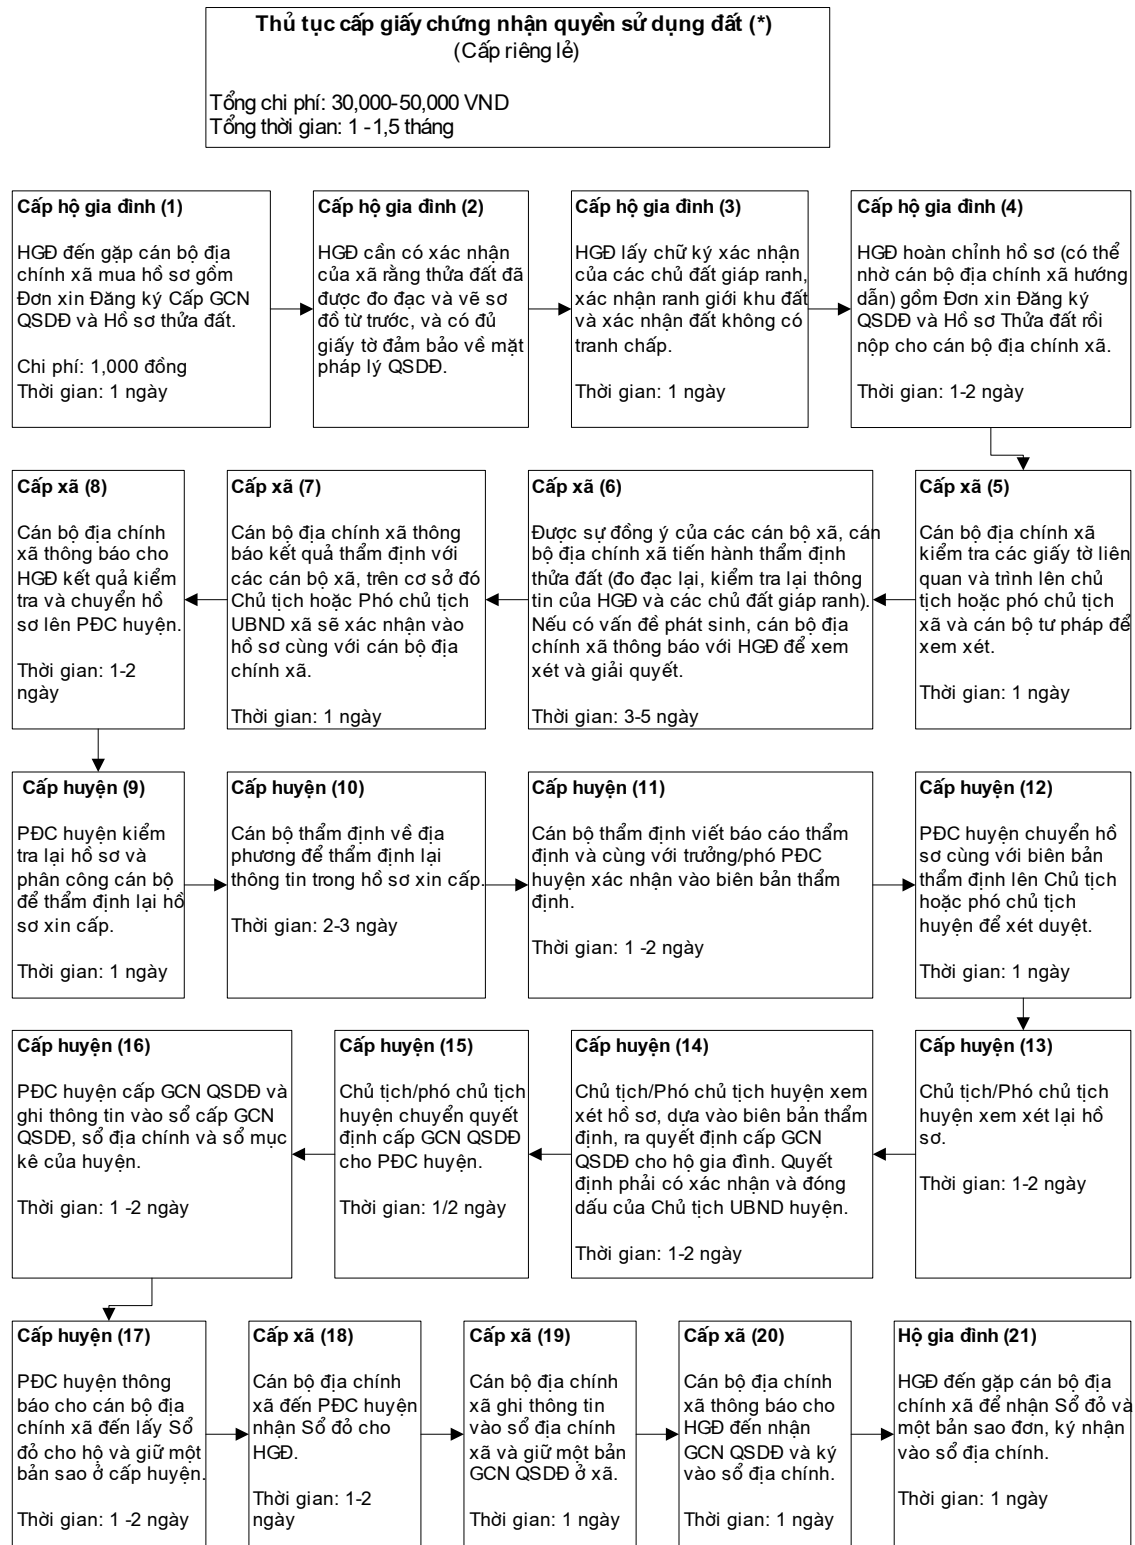 Thủ tục cấp giấy chứng nhận quyền sử dụng đất (*)
(Cấp riêng lẻ)
Tổng chi phí: 30,000-50,000 VND
Tổng thời gian: 1 -1,5 tháng
Cấp hộ gia đình (1)
HGĐ đến gặp cán bộ địa
chính xã mua hồ sơ gồm
Đơn xin Đăng ký Cấp GCN
QSDĐ và Hồ sơ thửa đất.
Chi phí: 1,000 đồng
Thời gian: 1 ngày
Cấp hộ gia đình (2)
HGĐ cần có xác nhận
của xã rằng thửa đất đã
được đo đạc và vẽ sơ
đồ từ trước, và có đủ
giấy tờ đảm bảo về mặt
pháp lý QSDĐ.
Cấp hộ gia đình (3)
HGĐ lấy chữ ký xác nhận
của các chủ đất giáp ranh,
xác nhận ranh giới khu đất
và xác nhận đất không có
tranh chấp.
Thời gian: 1 ngày
Cấp hộ gia đình (4)
HGĐ hoàn chỉnh hồ sơ (có thể
nhờ cán bộ địa chính xã hướng
dẫn) gồm Đơn xin Đăng ký
QSDĐ và Hồ sơ Thửa đất rồi
nộp cho cán bộ địa chính xã.
Thời gian: 1-2 ngày
Cấp xã (8)
Cán bộ địa chính
xã thông báo cho
HGĐ kết quả kiểm
tra và chuyển hồ
sơ lên PĐC huyện.
Thời gian: 1-2
ngày
Cấp xã (7)
Cán bộ địa chính xã thông
báo kết quả thẩm định với
các cán bộ xã, trên cơ sở đó
Chủ tịch hoặc Phó chủ tịch
UBND xã sẽ xác nhận vào
hồ sơ cùng với cán bộ địa
chính xã.
Thời gian: 1 ngày
Cấp xã (6)
Được sự đồng ý của các cán bộ xã, cán
bộ địa chính xã tiến hành thẩm định
thửa đất (đo đạc lại, kiểm tra lại thông
tin của HGĐ và các chủ đất giáp ranh).
Nếu có vấn đề phát sinh, cán bộ địa
chính xã thông báo với HGĐ để xem
xét và giải quyết.
Thời gian: 3-5 ngày
Cấp xã (5)
Cán bộ địa chính xã
kiểm tra các giấy tờ liên
quan và trình lên chủ
tịch hoặc phó chủ tịch
xã và cán bộ tư pháp để
xem xét.
Thời gian: 1 ngày
Cấp huyện (9)
PĐC huyện kiểm
tra lại hồ sơ và
phân công cán bộ
để thẩm định lại hồ
sơ xin cấp.
Thời gian: 1 ngày
Cấp huyện (10)
Cán bộ thẩm định về địa
phương để thẩm định lại
thông tin trong hồ sơ xin cấp.
Thời gian: 2-3 ngày
Cấp huyện (11)
Cán bộ thẩm định viết báo cáo thẩm
định và cùng với trưởng/phó PĐC
huyện xác nhận vào biên bản thẩm
định.
Thời gian: 1 -2 ngày
Cấp huyện (12)
PĐC huyện chuyển hồ
sơ cùng với biên bản
thẩm định lên Chủ tịch
hoặc phó chủ tịch
huyện để xét duyệt.
Thời gian: 1 ngày
Cấp huyện (16)
PĐC huyện cấp GCN QSDĐ và
ghi thông tin vào sổ cấp GCN
QSDĐ, sổ địa chính và sổ mục
kê của huyện.
Thời gian: 1 -2 ngày
Cấp huyện (15)
Chủ tịch/phó chủ tịch
huyện chuyển quyết
định cấp GCN QSDĐ
cho PĐC huyện.
Thời gian: 1/2 ngày
Cấp huyện (14)
Chủ tịch/Phó chủ tịch huyện xem
xét hồ sơ, dựa vào biên bản thẩm
định, ra quyết định cấp GCN
QSDĐ cho hộ gia đình. Quyết
định phải có xác nhận và đóng
dấu của Chủ tịch UBND huyện.
Thời gian: 1-2 ngày
Cấp huyện (13)
Chủ tịch/Phó chủ tịch
huyện xem xét lại hồ
sơ.
Thời gian: 1-2 ngày
Cấp huyện (17)
PĐC huyện thông
báo cho cán bộ địa
chính xã đến lấy Sổ
đỏ cho hộ và giữ một
bản sao ở cấp huyện.
Thời gian: 1 -2 ngày
Cấp xã (18)
Cán bộ địa chính
xã đến PĐC huyện
nhận Sổ đỏ cho
HGĐ.
Thời gian: 1-2
ngày
Cấp xã (19)
Cán bộ địa chính
xã ghi thông tin
vào sổ địa chính
xã và giữ một bản
GCN QSDĐ ở xã.
Thời gian: 1 ngày
Cấp xã (20)
Cán bộ địa chính
xã thông báo cho
HGĐ đến nhận
GCN QSDĐ và ký
vào sổ địa chính.
Thời gian: 1 ngày
Hộ gia đình (21)
HGĐ đến gặp cán bộ địa
chính xã để nhận Sổ đỏ và
một bản sao đơn, ký nhận
vào sổ địa chính.
Thời gian: 1 ngày